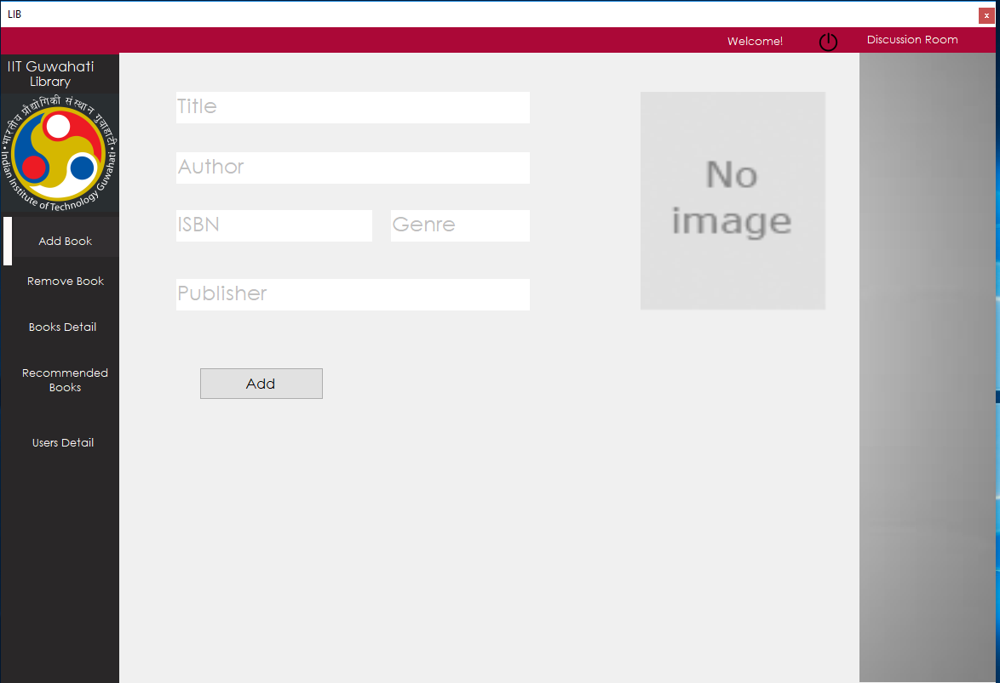 LIB
x
Welcome!
Discussion Room
IIT Guwahati
Library
भारतीय प्रौद्योगिकी संस्थान गुवाहाटी
Indian Institute of Technology Guwahati
Add Book
Remove Book
Books Detail
Recommended
Books
Users Detail
Title
Author
ISBN
Genre
Publisher
Add
No
image